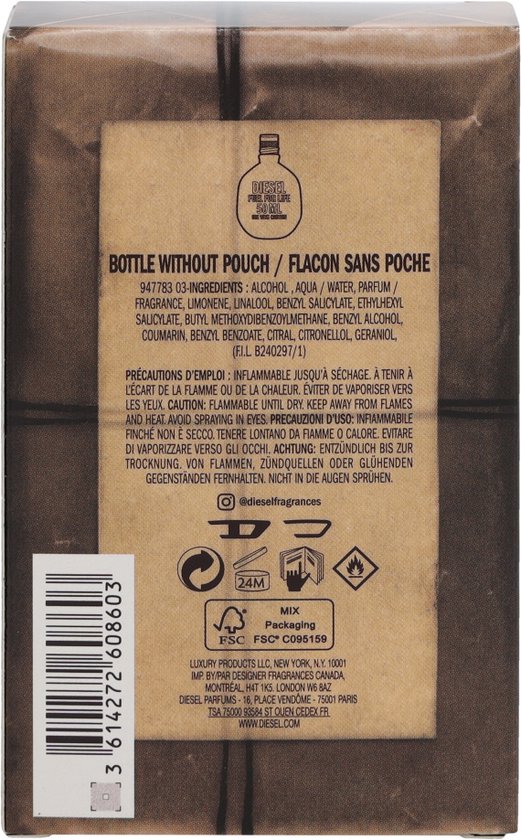 DIESEL
FUEL FOR LIFE
50ML
USE WITH CAUTION
BOTTLE WITHOUT POUCH / FLACON SANS POCHE
947783 03-INGREDIENTS : ALCOHOL , AQUA / WATER, PARFUM /
FRAGRANCE, LIMONENE, LINALOOL, BENZYL SALICYLATE, ETHYLHEXYL
SALICYLATE, BUTYL METHOXYDIBENZOYLMETHANE, BENZYL ALCOHOL,
COUMARIN, BENZYL BENZOATE, CITRAL, CITRONELLOL, GERANIOL,
(F.I.L. B240297/1)
PRÉCAUTIONS D'EMPLOI : INFLAMMABLE JUSQU'À SÉCHAGE. À TENIR À
L'ÉCART DE LA FLAMME OU DE LA CHALEUR. ÉVITER DE VAPORISER VERS
LES YEUX. CAUTION: FLAMMABLE UNTIL DRY. KEEP AWAY FROM FLAMES
AND HEAT. AVOID SPRAYING IN EYES. PRECAUZIONI D'USO: INFIAMMABILE
FINCHÉ NON È SECCO. TENERE LONTANO DA FIAMME O CALORE. EVITARE
DI VAPORIZZARE VERSO GLI OCCHI. ACHTUNG: ENTZÜNDLICH BIS ZUR
TROCKNUNG. VON FLAMMEN, ZÜNDQUELLEN ODER GLÜHENDEN
GEGENSTÄNDEN FERNHALTEN. NICHT IN DIE AUGEN SPRÜHEN.
@dieselfragrances
24M
FSC
MIX
Packaging
FSC® C095159
LUXURY PRODUCTS LLC, NEW YORK, N.Y. 10001
IMP. BY/PAR DESIGNER FRAGRANCES CANADA,
MONTRÉAL, H4T 1K5. LONDON W6 8AZ
DIESEL PARFUMS - 16, PLACE VENDÔME - 75001 PARIS
TSA 75000 93584 ST OUEN CEDEX FR
WWW.DIESEL.COM
3 614272 608603